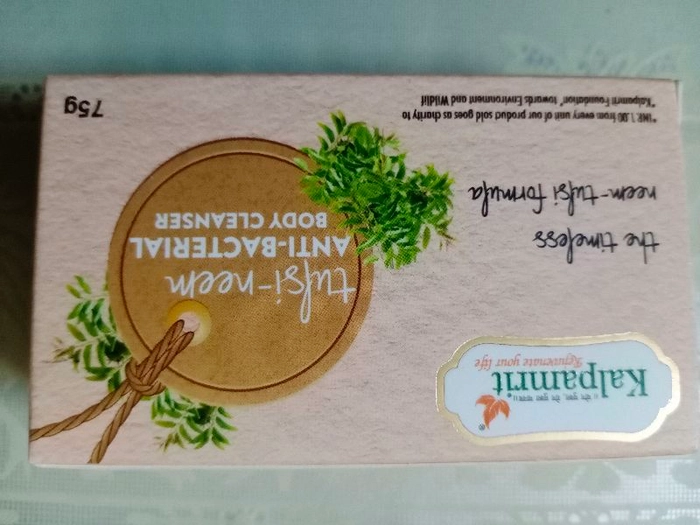 Kalpamrit®
Rejuvenate your life
the timeless
neem-tulsi formula
tulsi-neem
ANTI-BACTERIAL
BODY CLEANSER
*INR 1.00 from every unit of our product sold goes as charity to
"Kalpamrit Foundation" towards Environment and Wildlif
75g